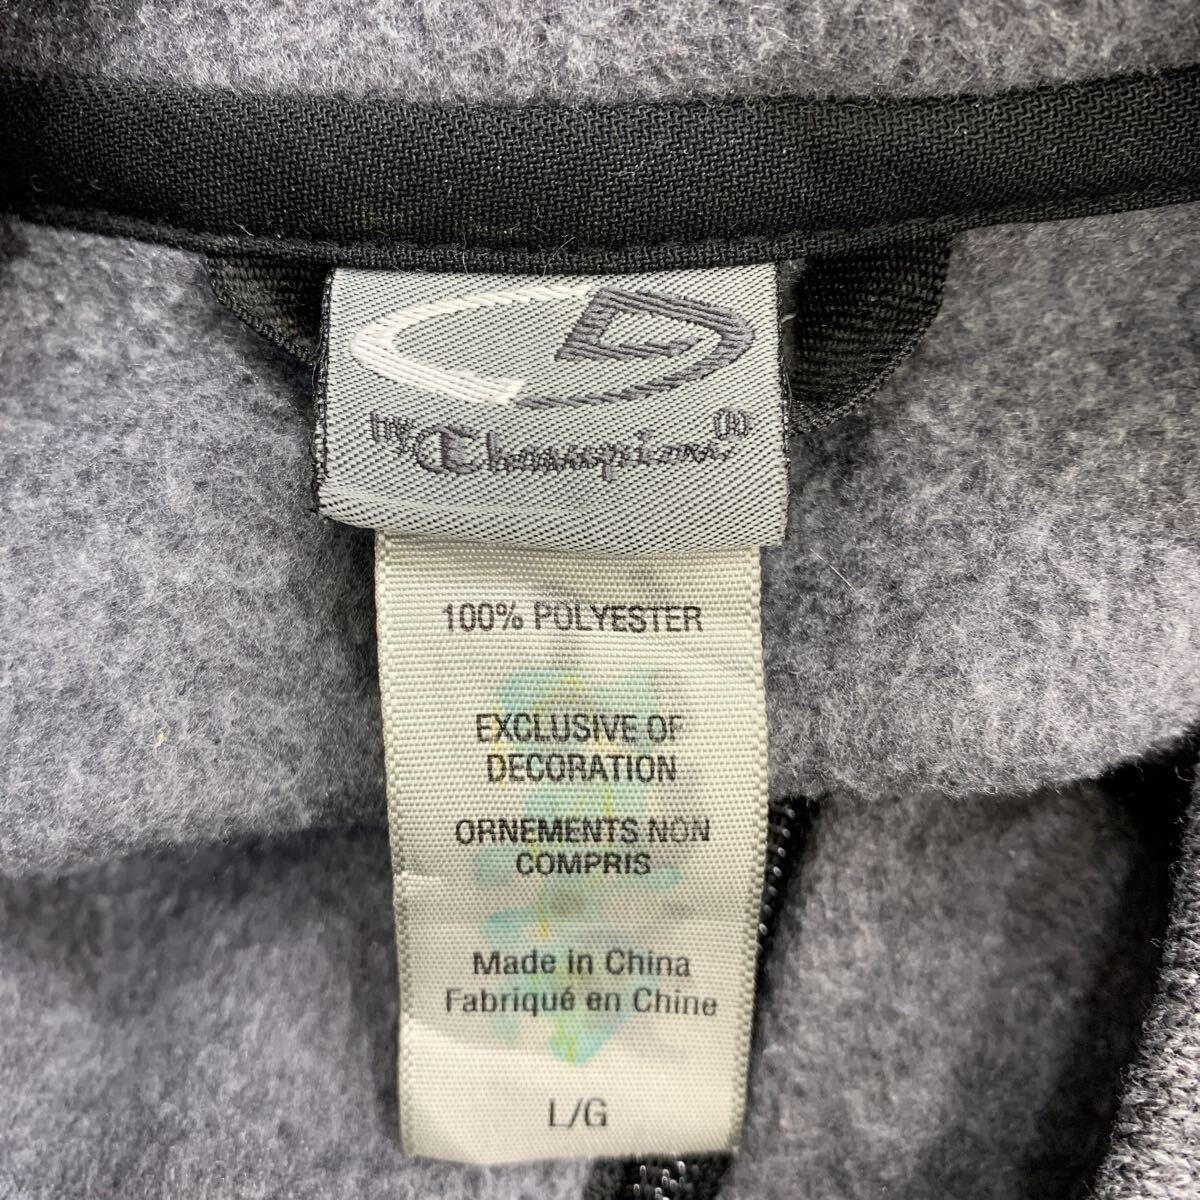 by Champion®
100% POLYESTER
EXCLUSIVE OF
DECORATION
ORNEMENTS NON
COMPRIS
Made in China
Fabriqué en Chine
L/G